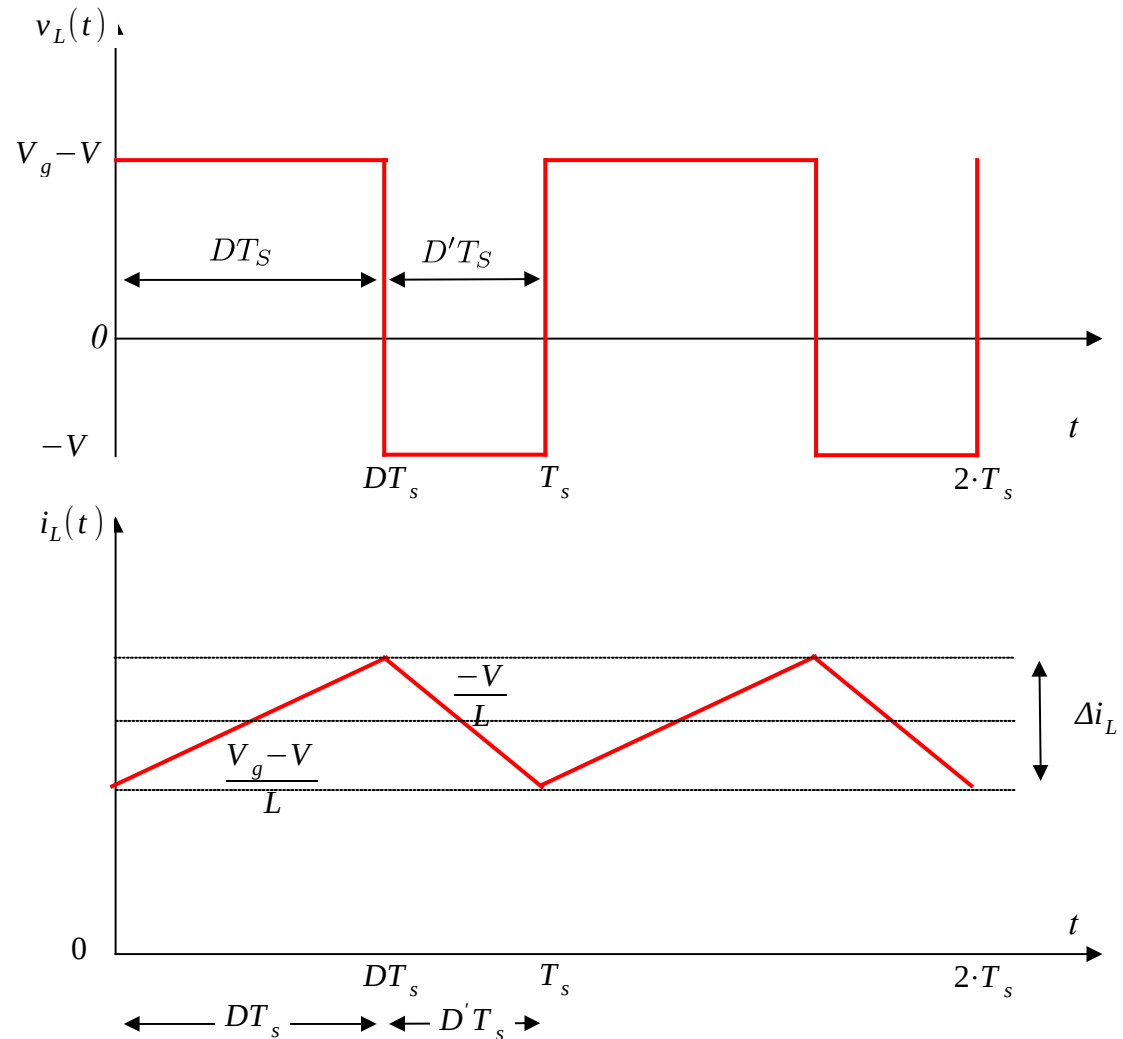 v_L(t)
V_g−V
DT_S D′T_S
0
−V
t
DT_s T_s 2·T_s
i_L(t)
−V
L
Δi_L
V_g−V
L
t
0
DT_s T_s 2·T_s
DT_s D'T_s